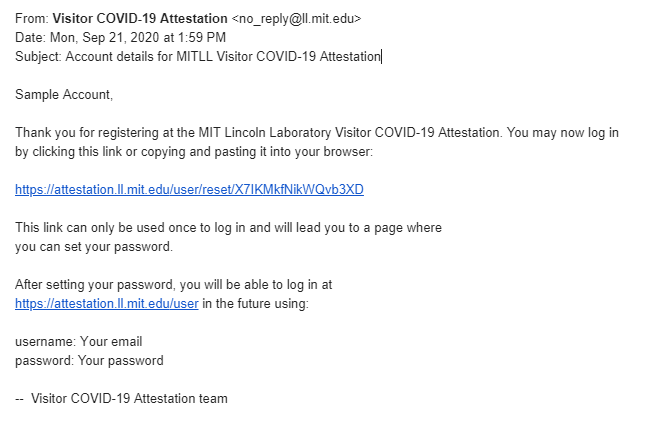 From: Visitor COVID-19 Attestation <no_reply@ll.mit.edu>
Date: Mon, Sep 21, 2020 at 1:59 PM
Subject: Account details for MITLL Visitor COVID-19 Attestation
Sample Account,
Thank you for registering at the MIT Lincoln Laboratory Visitor COVID-19 Attestation. You may now log in
by clicking this link or copying and pasting it into your browser:
https://attestation.ll.mit.edu/user/reset/X7IKMkfNikWQvb3XD
This link can only be used once to log in and will lead you to a page where
you can set your password.
After setting your password, you will be able to log in at
https://attestation.ll.mit.edu/user in the future using:
username: Your email
password: Your password
-- Visitor COVID-19 Attestation team